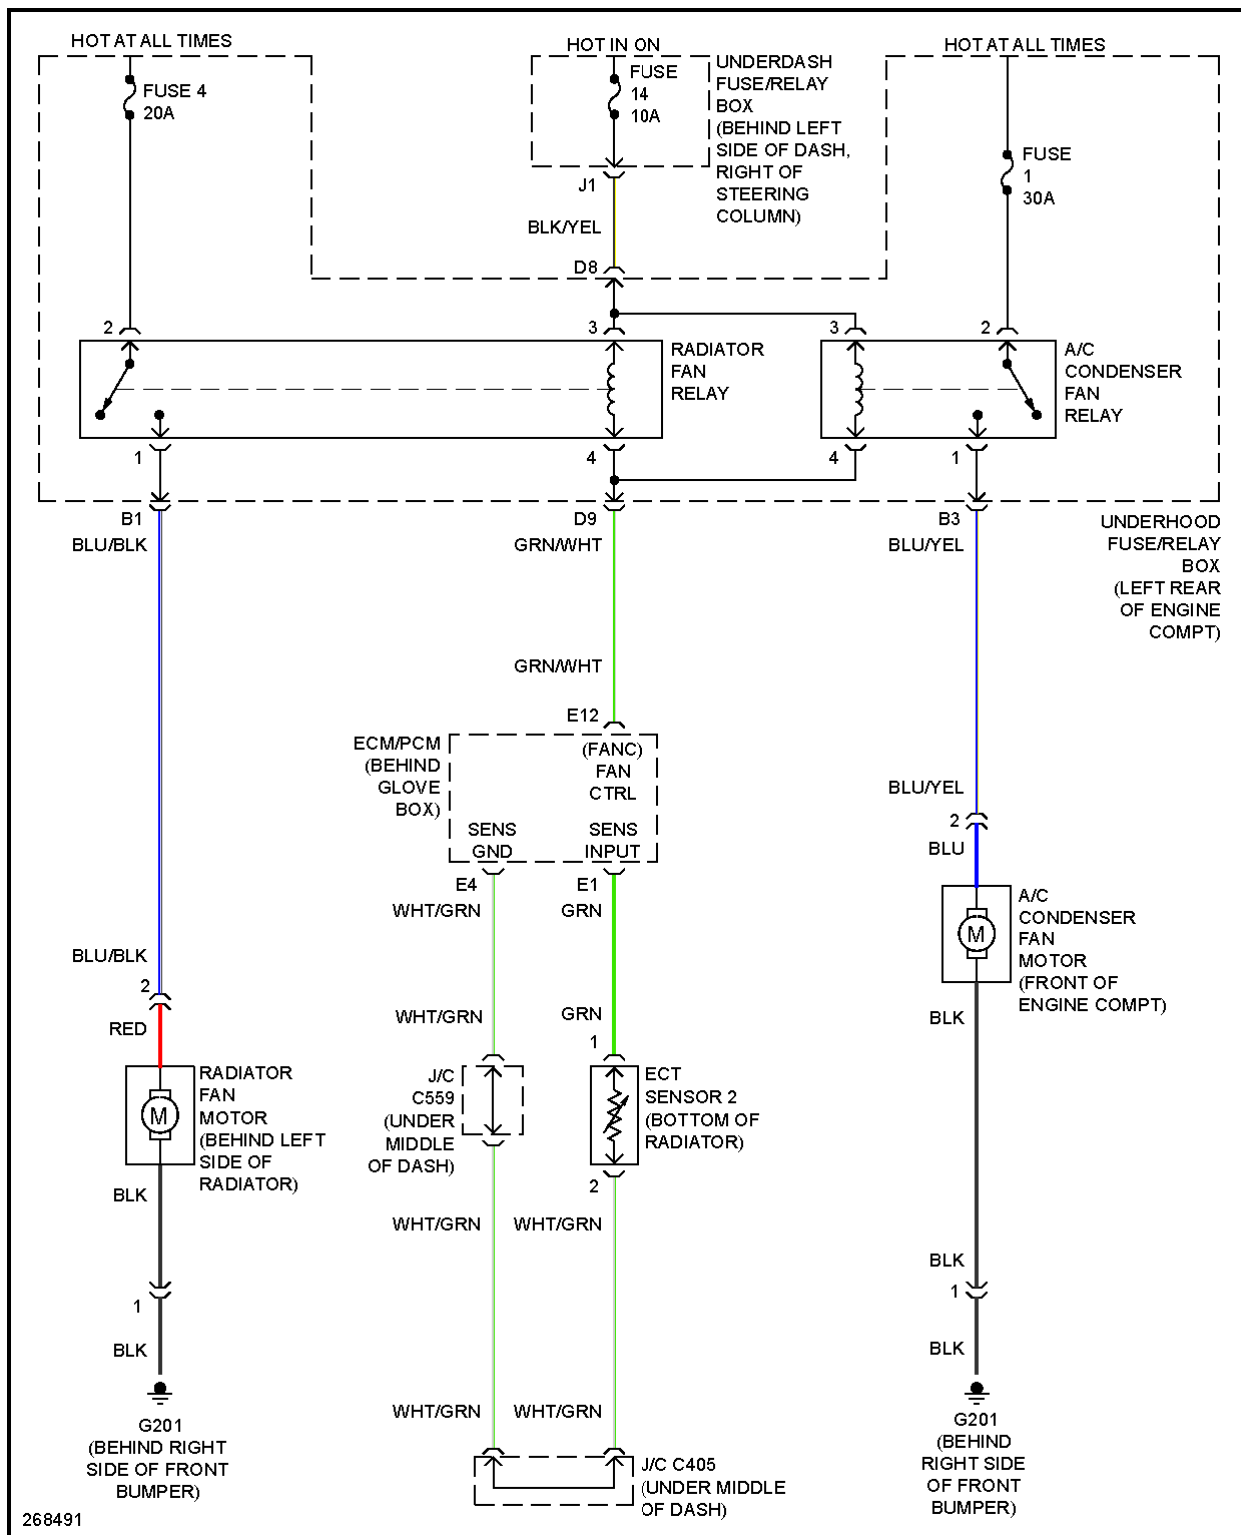 HOT AT ALL TIMES
HOT IN ON
HOT AT ALL TIMES
FUSE 4
20A
FUSE
14
10A
UNDERDASH
FUSE/RELAY
BOX
(BEHIND LEFT
SIDE OF DASH,
RIGHT OF
STEERING
COLUMN)
FUSE
1
30A
J1
BLK/YEL
D8
2
3
3
2
RADIATOR
FAN
RELAY
A/C
CONDENSER
FAN
RELAY
1
4
4
1
B1
D9
B3
BLU/BLK
GRN/WHT
BLU/YEL
UNDERHOOD
FUSE/RELAY
BOX
(LEFT REAR
OF ENGINE
COMPT)
GRN/WHT
E12
ECM/PCM
(BEHIND
GLOVE
BOX)
(FANC)
FAN
CTRL
SENS
GND
SENS
INPUT
BLU/YEL
2
BLU
E4
E1
WHT/GRN
GRN
A/C
CONDENSER
FAN
MOTOR
(FRONT OF
ENGINE COMPT)
M
BLU/BLK
2
RED
WHT/GRN
GRN
1
BLK
RADIATOR
FAN
MOTOR
(BEHIND LEFT
SIDE OF
RADIATOR)
M
J/C
C559
(UNDER
MIDDLE
OF DASH)
ECT
SENSOR 2
(BOTTOM OF
RADIATOR)
BLK
2
WHT/GRN
WHT/GRN
BLK
1
1
BLK
BLK
WHT/GRN
WHT/GRN
G201
(BEHIND RIGHT
SIDE OF FRONT
BUMPER)
J/C C405
(UNDER MIDDLE
OF DASH)
G201
(BEHIND
RIGHT SIDE
OF FRONT
BUMPER)
268491